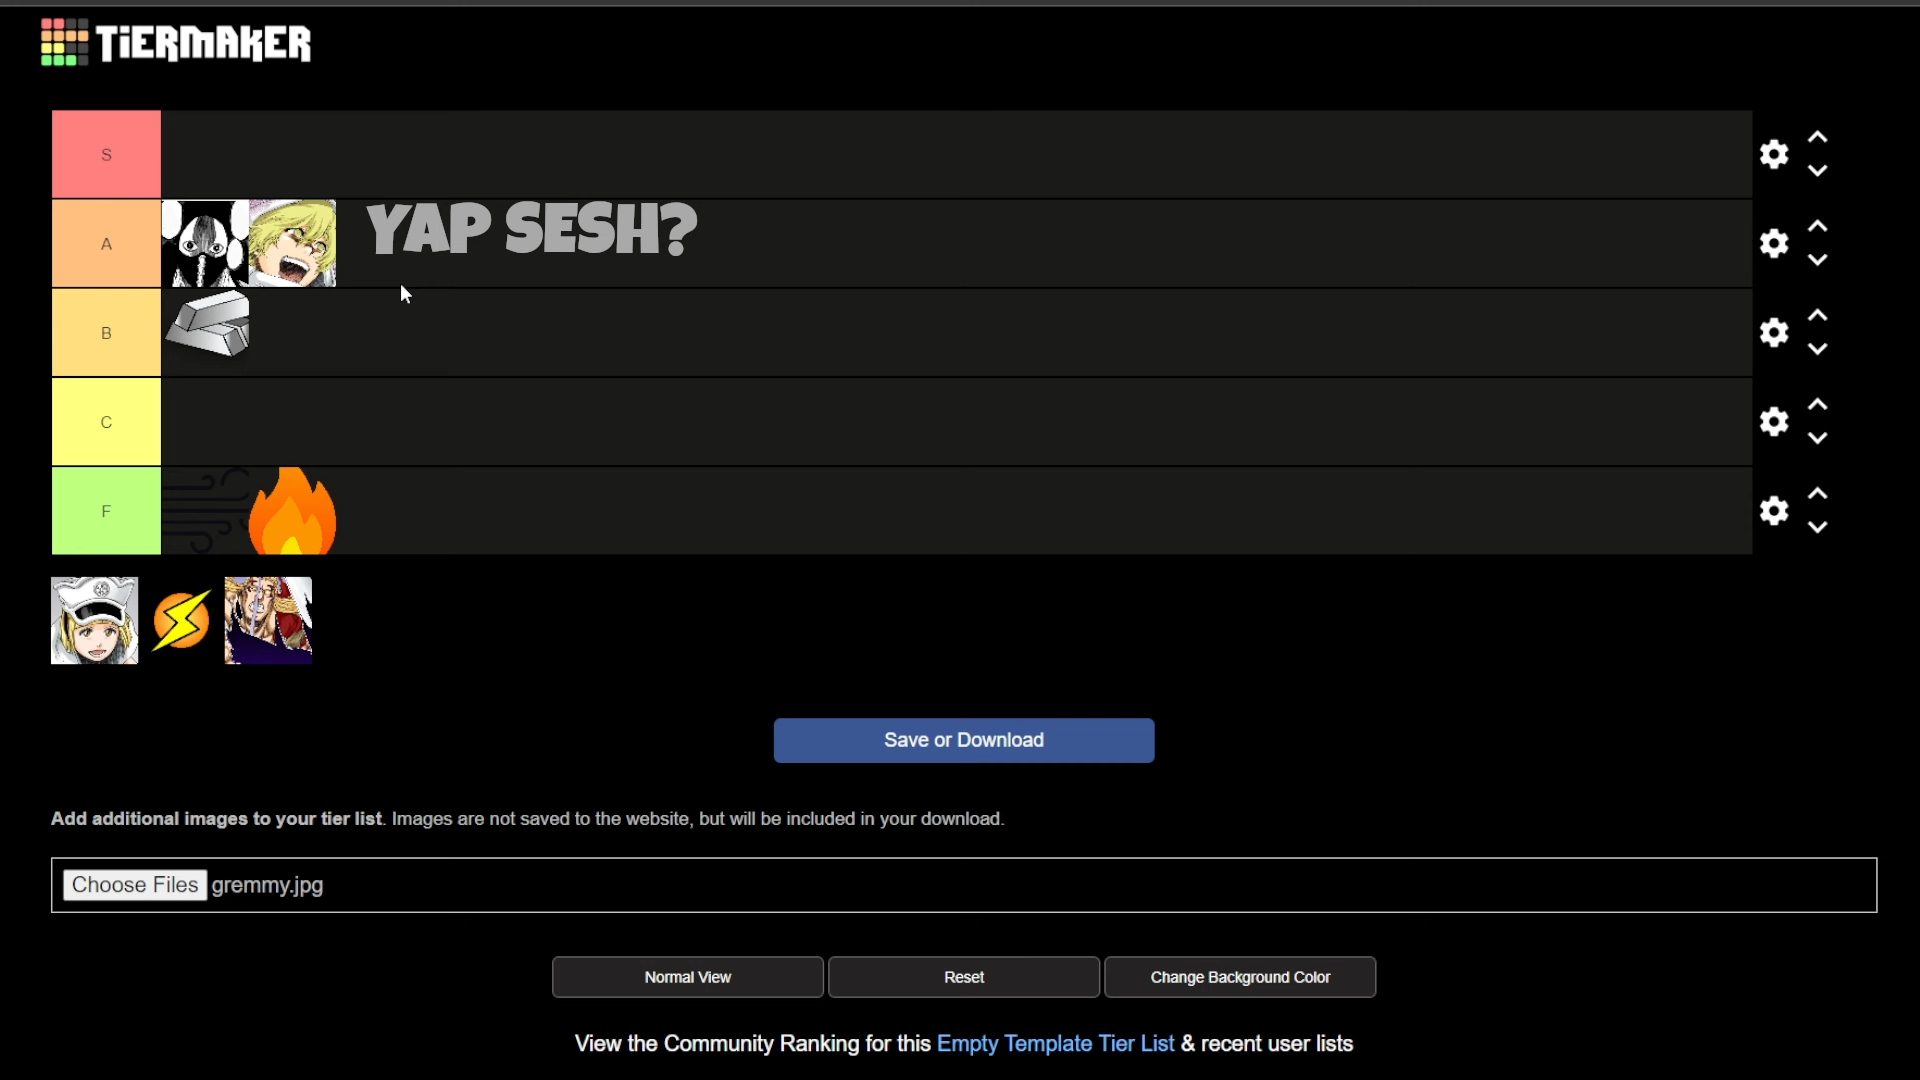 TiERMAKER
S
A
YAP SESH?
B
C
F
Save or Download
Add additional images to your tier list. Images are not saved to the website, but will be included in your download.
Choose Files gremmy.jpg
Normal View
Reset
Change Background Color
View the Community Ranking for this Empty Template Tier List & recent user lists